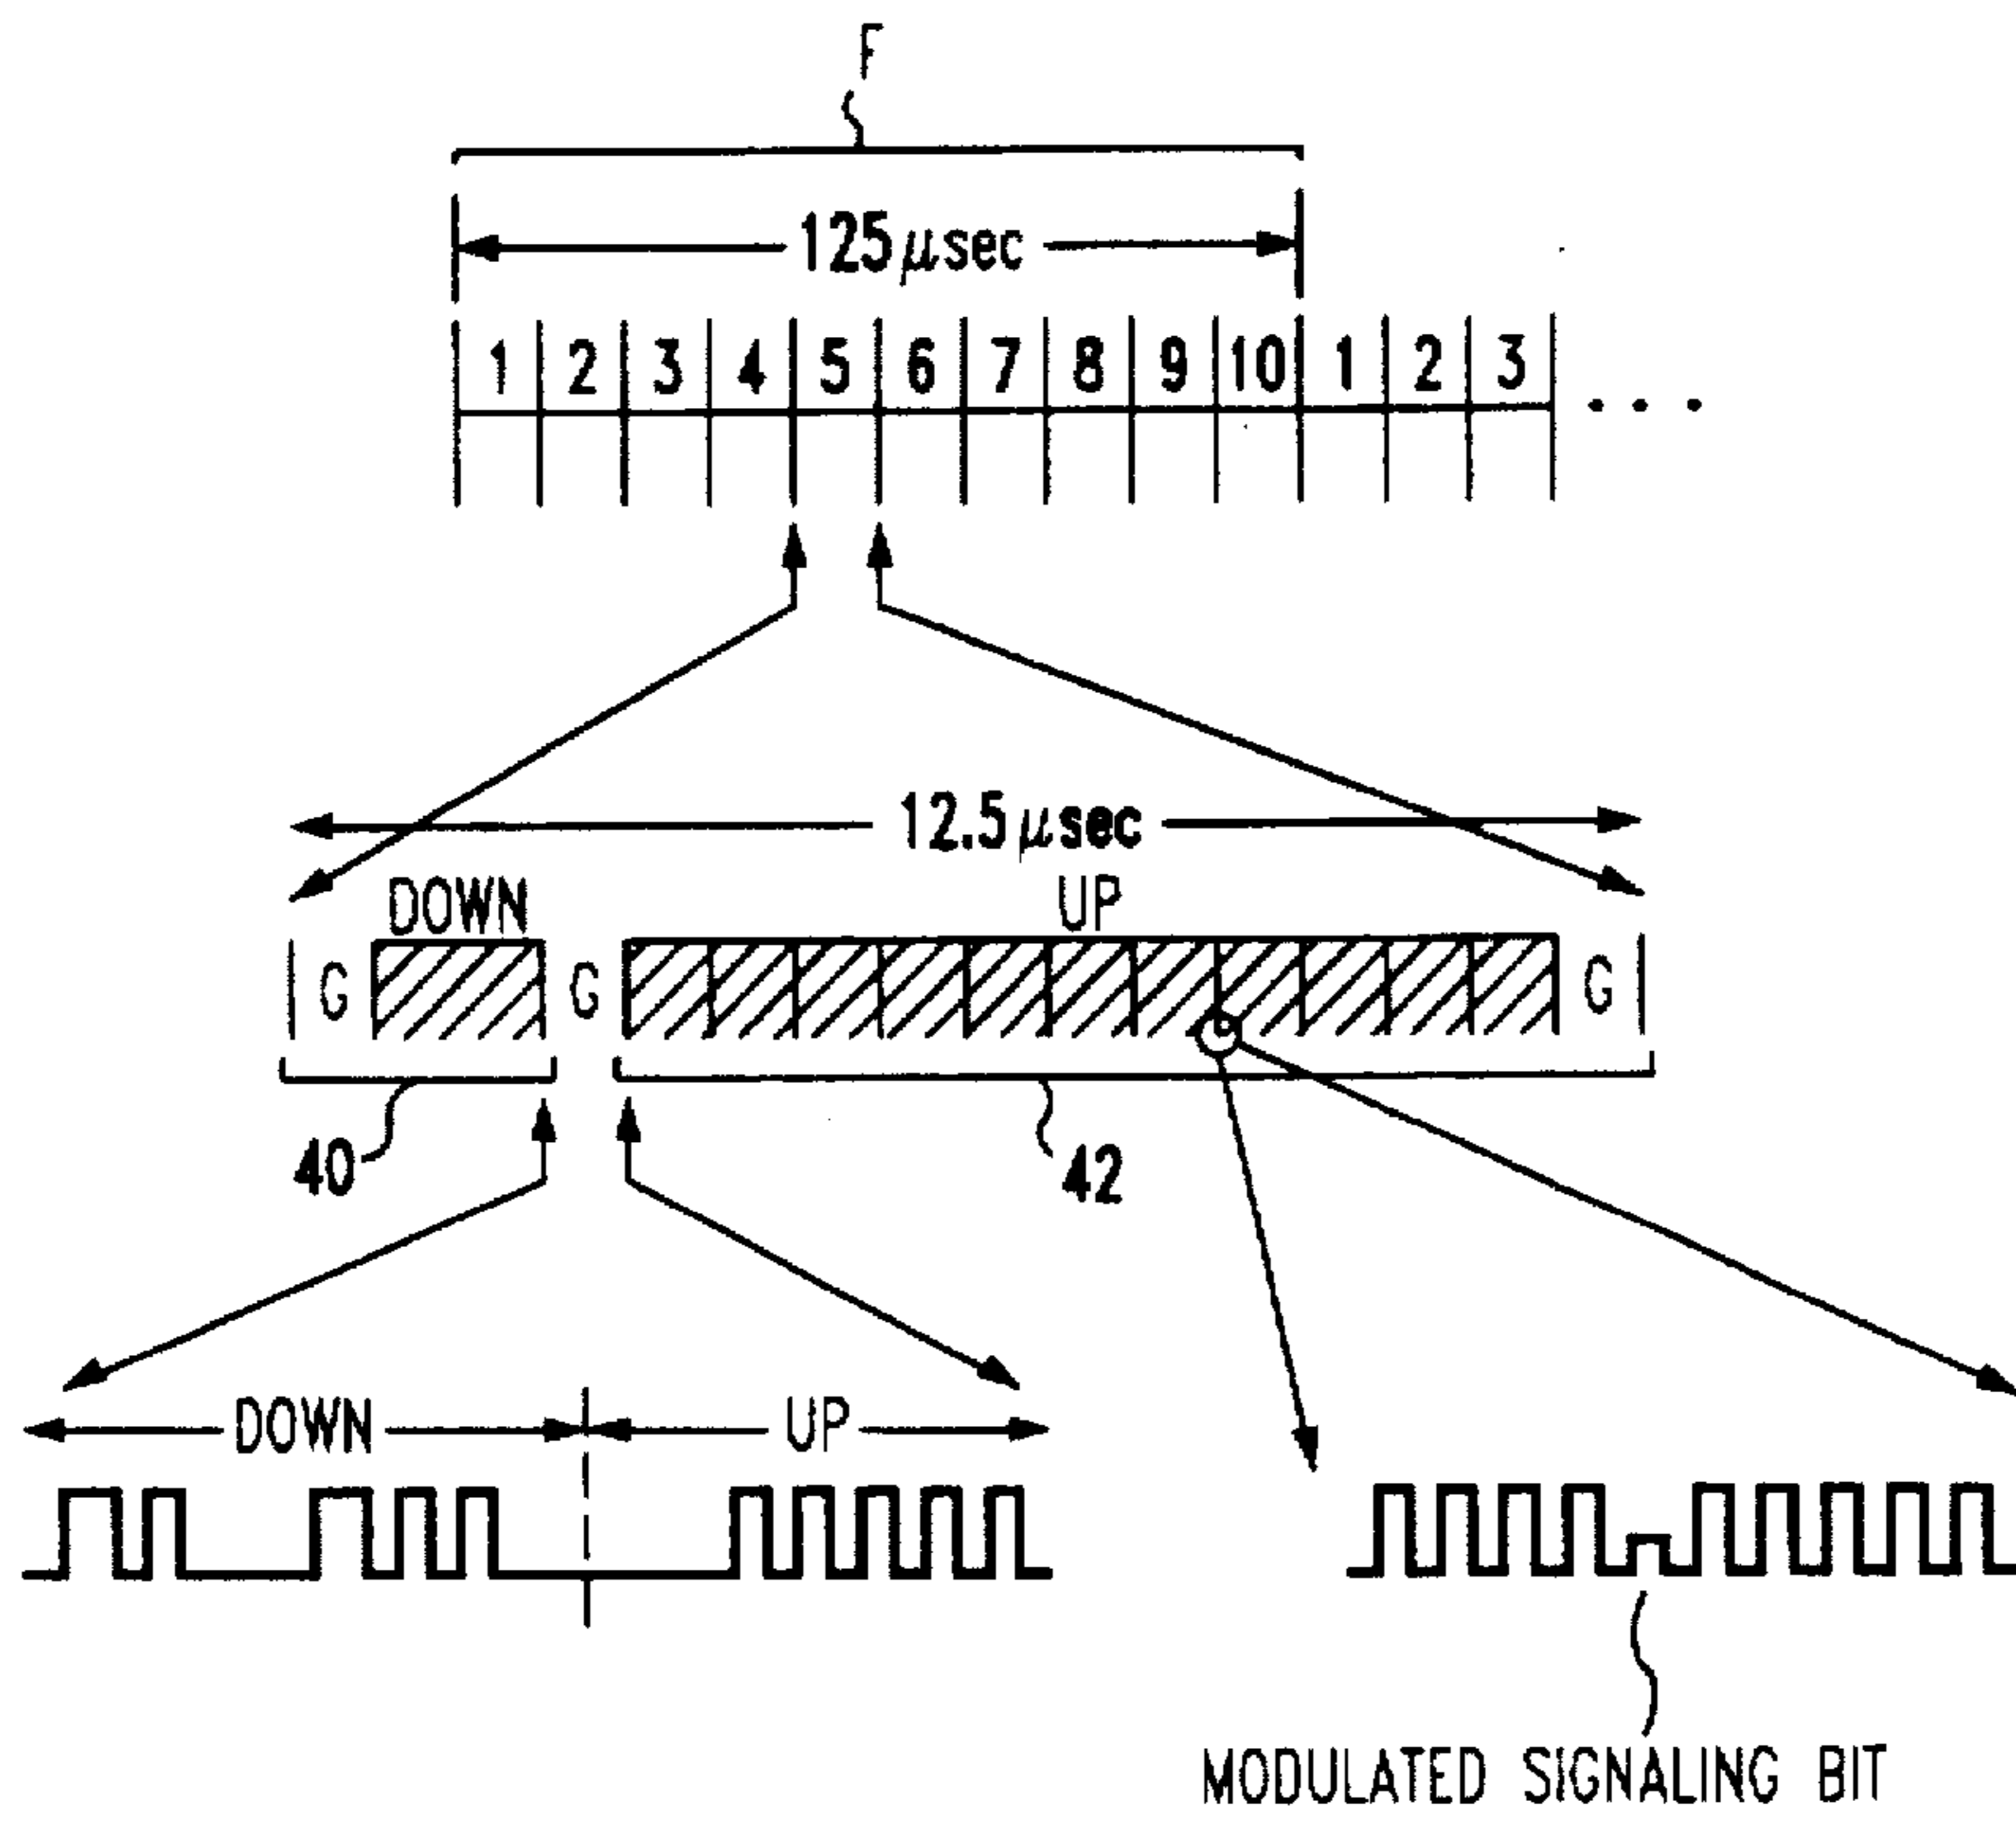 F
125μsec
1 2 3 4 5 6 7 8 9 10 1 2 3 • • •
12.5μsec
DOWN UP
G G G
40 42
DOWN UP
MODULATED SIGNALING BIT